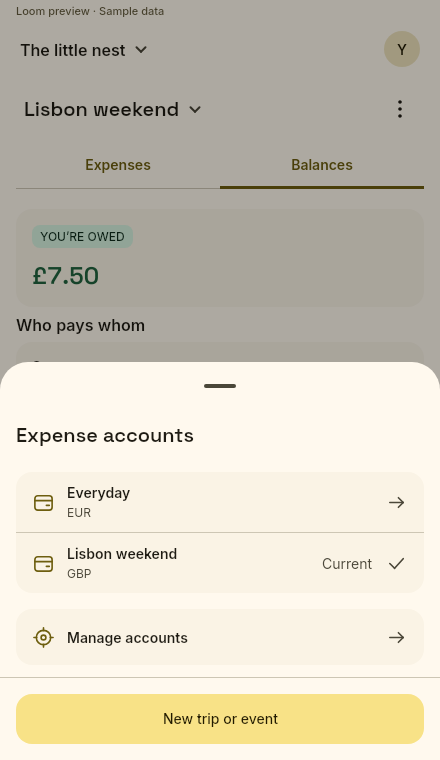 Loom preview · Sample data
The little nest
Y
Lisbon weekend
Expenses
Balances
YOU'RE OWED
£7.50
Who pays whom
Expense accounts
Everyday
EUR
Lisbon weekend
GBP
Current
Manage accounts
New trip or event